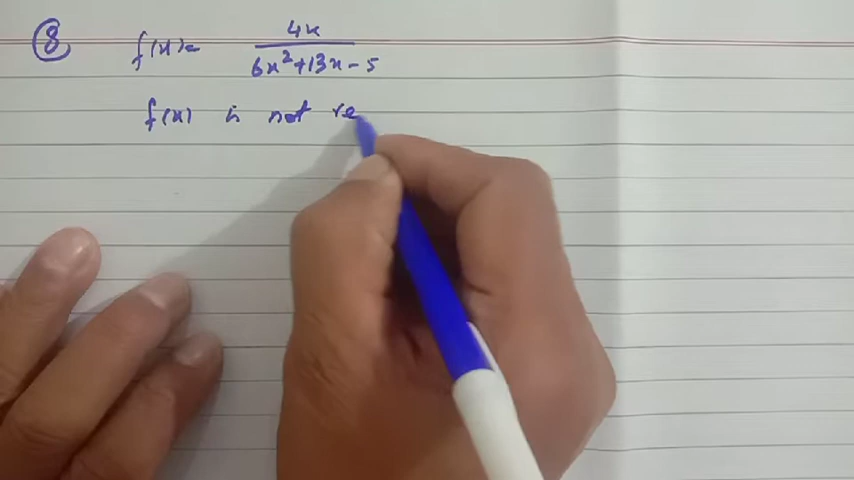 8 f(x) = 4x / 6x² + 13x - 5
f(x) is not re